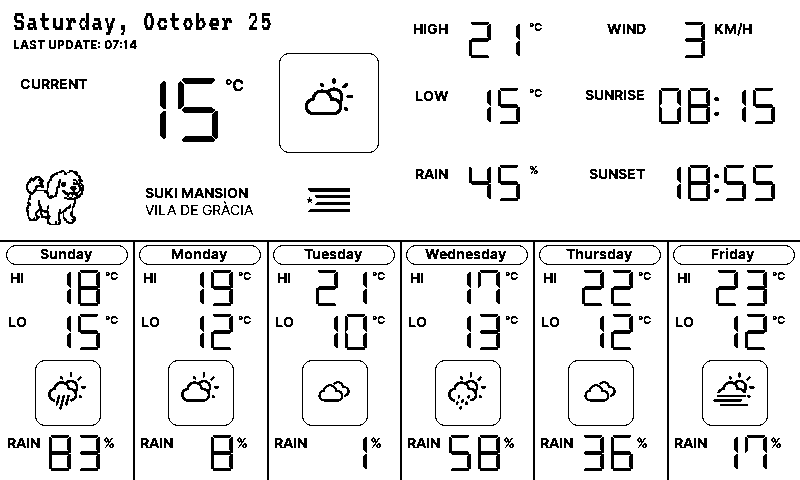 Saturday, October 25
LAST UPDATE: 07:14
CURRENT 15 °C
HIGH 21 °C
LOW 15 °C
RAIN 45 %
WIND 3 KM/H
SUNRISE 08:15
SUNSET 18:55
SUKI MANSION
VILA DE GRÀCIA
Sunday
HI 18 °C
LO 15 °C
RAIN 83 %
Monday
HI 19 °C
LO 12 °C
RAIN 8 %
Tuesday
HI 21 °C
LO 10 °C
RAIN 1 %
Wednesday
HI 17 °C
LO 13 °C
RAIN 58 %
Thursday
HI 22 °C
LO 12 °C
RAIN 36 %
Friday
HI 23 °C
LO 12 °C
RAIN 17 %